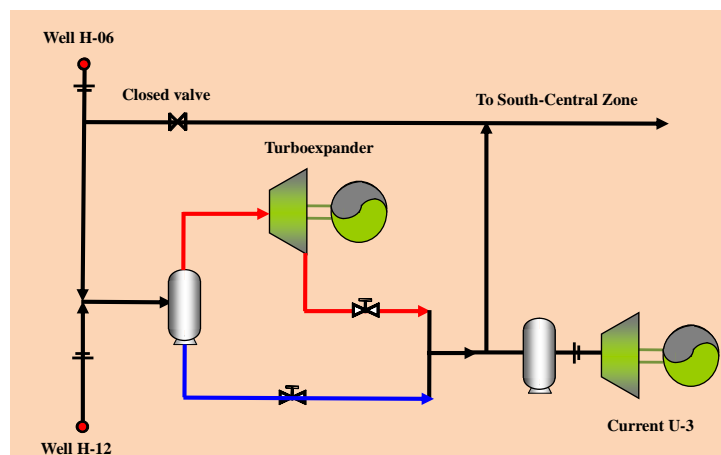 Well H-06
Closed valve
To South-Central Zone
Turboexpander
Current U-3
Well H-12